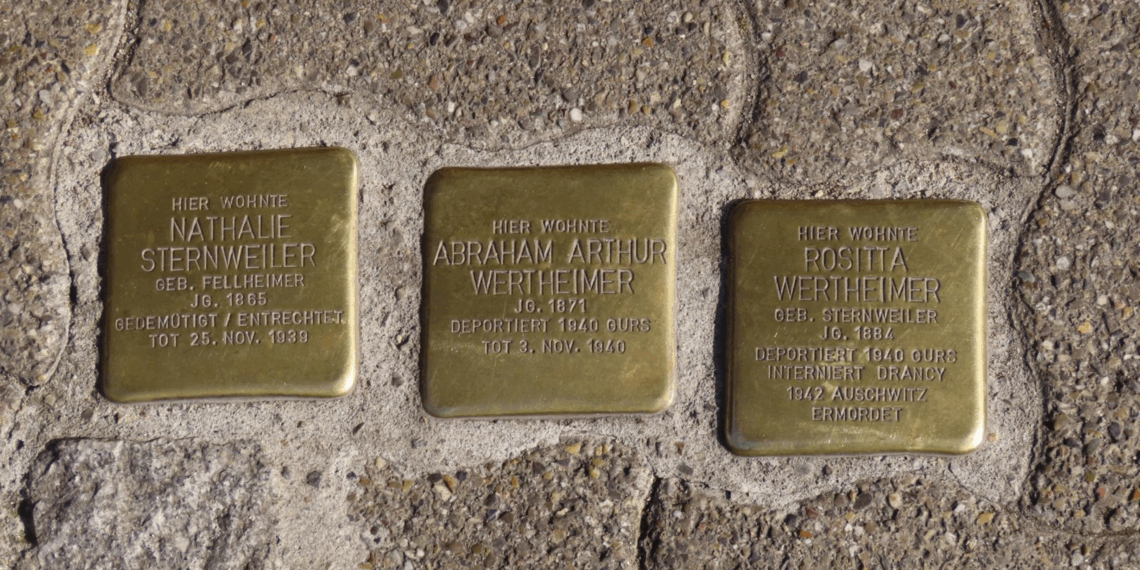 HIER WOHNTE
NATHALIE
STERNWEILER
GEB. FELLHEIMER
JG. 1865
GEDEMÜTIGT / ENTRECHTET
TOT 25. NOV. 1939
HIER WOHNTE
ABRAHAM ARTHUR
WERTHEIMER
JG. 1871
DEPORTIERT 1940 GURS
TOT 3. NOV. 1940
HIER WOHNTE
ROSITTA
WERTHEIMER
GEB. STERNWEILER
JG. 1884
DEPORTIERT 1940 GURS
INTERNIERT DRANCY
1942 AUSCHWITZ
ERMORDET